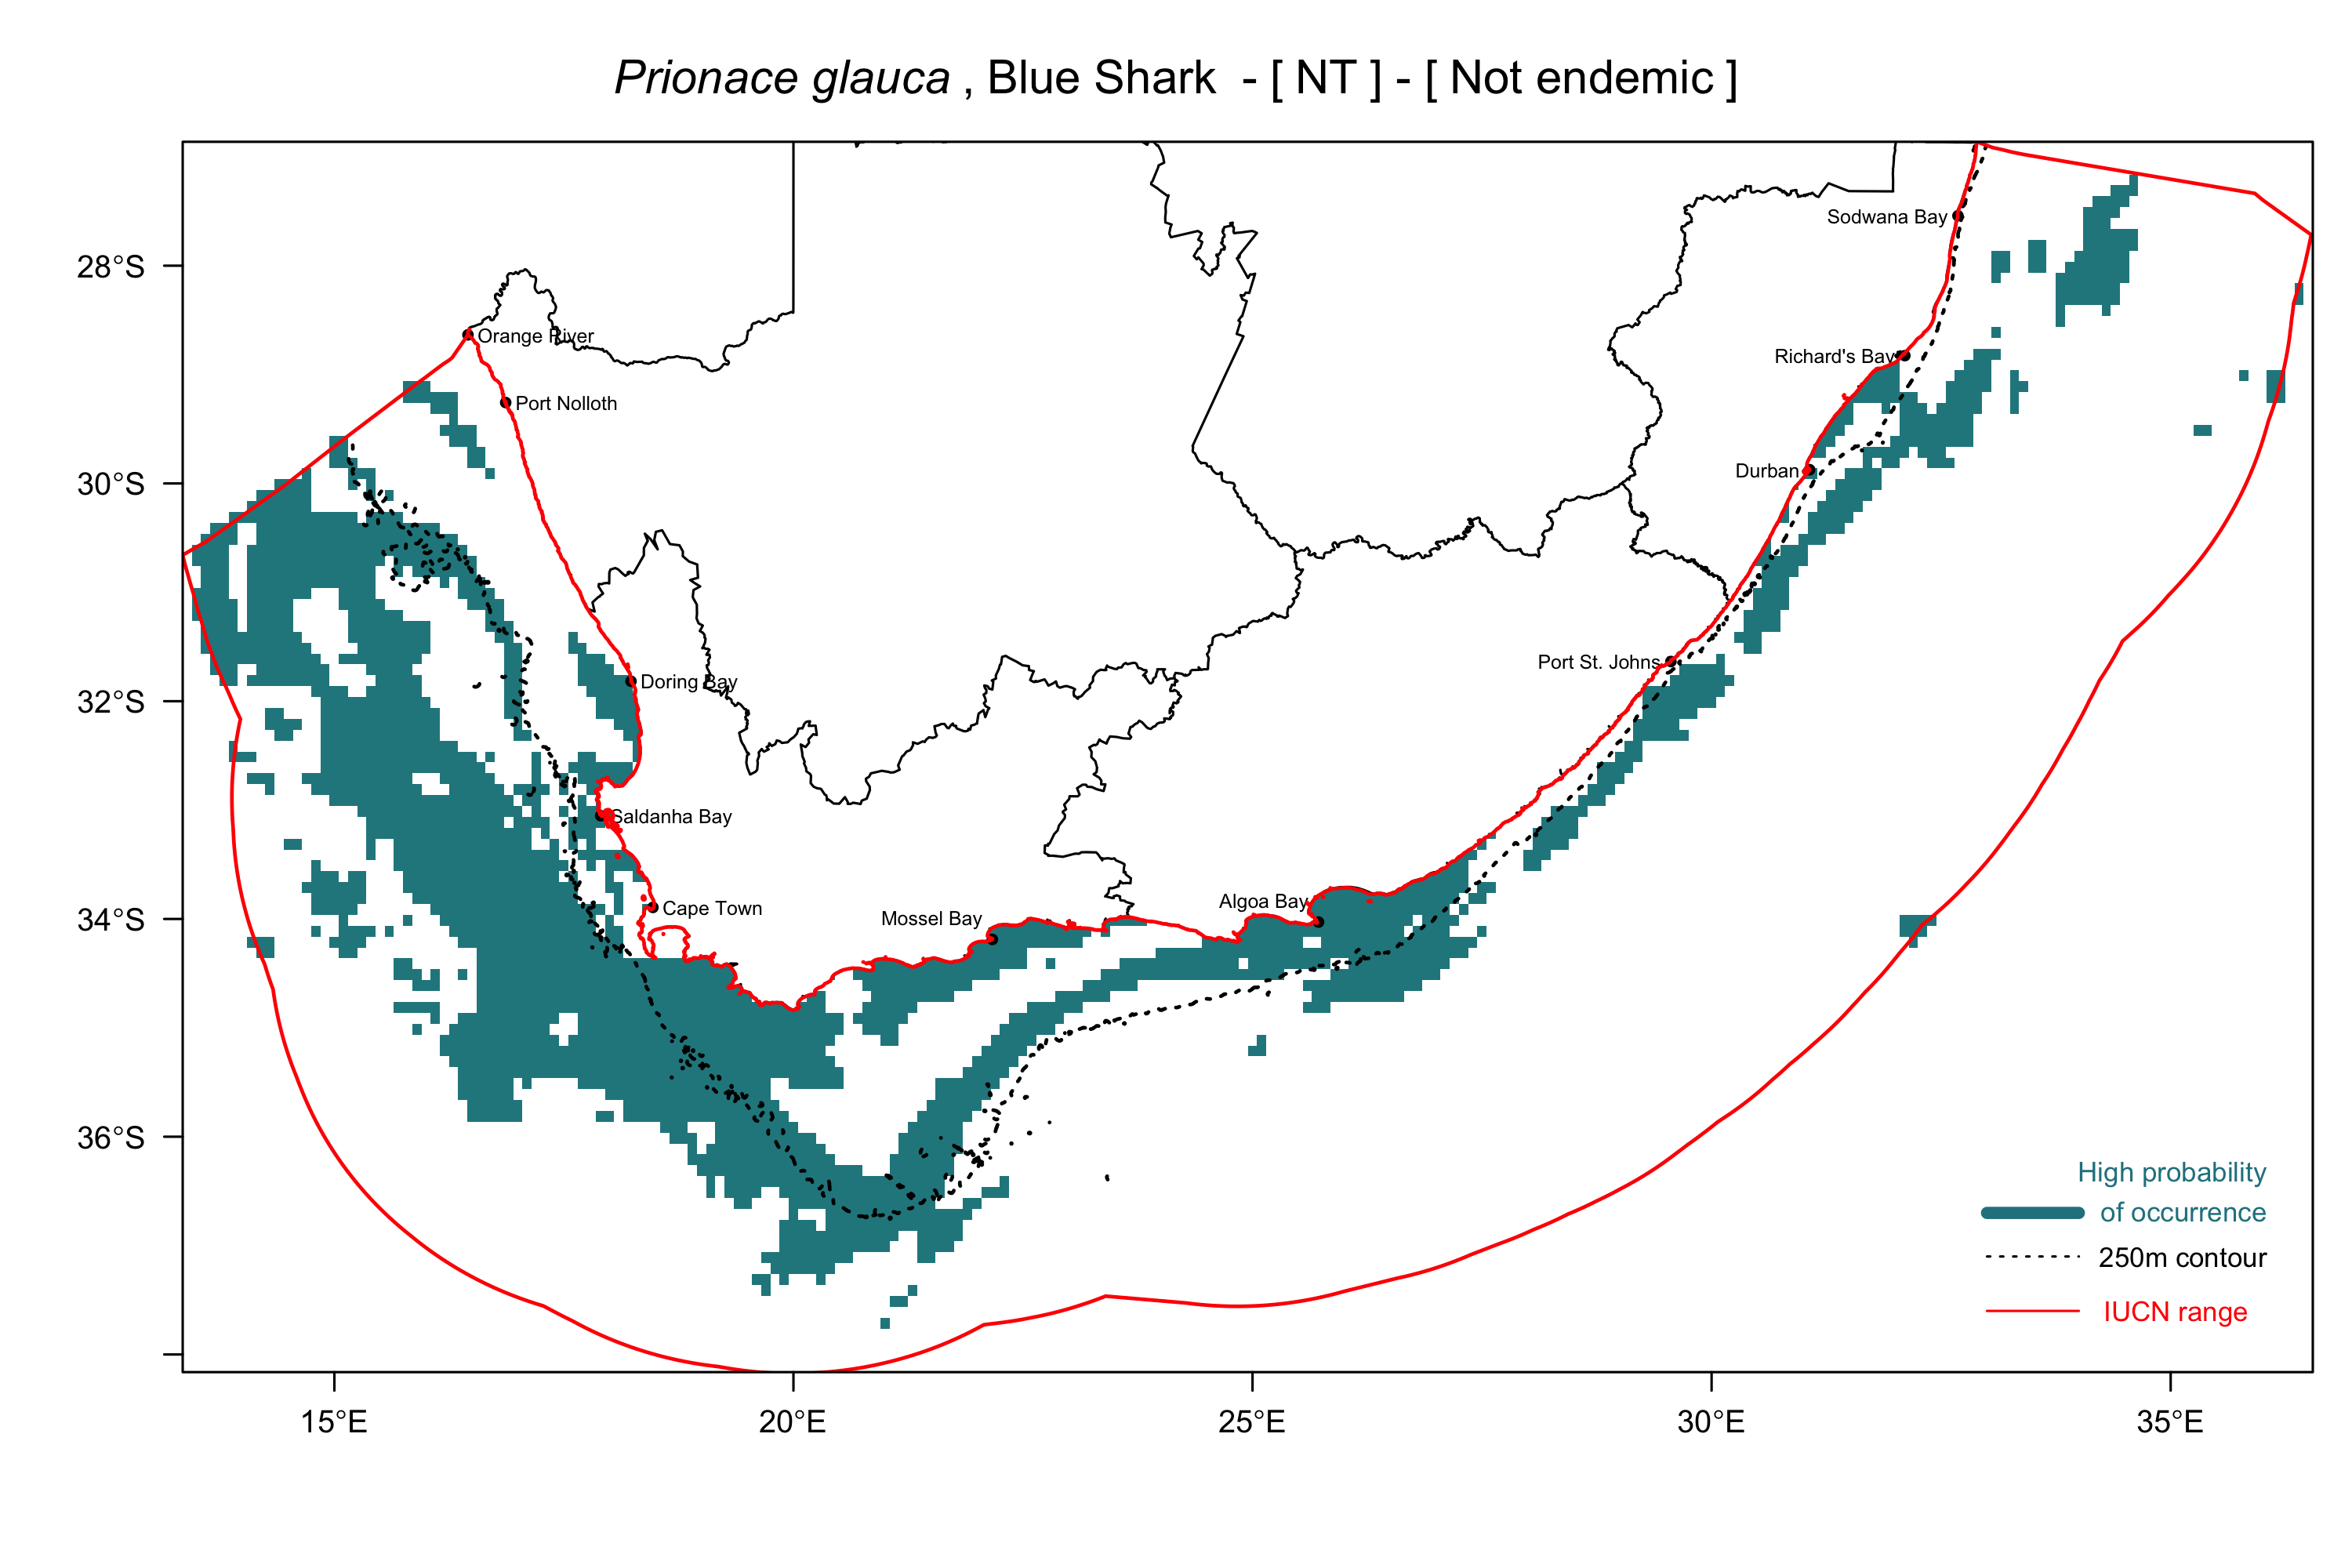 Prionace glauca , Blue Shark - [ NT ] - [ Not endemic ]
28°S
30°S
32°S
34°S
36°S
Sodwana Bay
Orange River
Richard's Bay
Port Nolloth
Durban
Port St. Johns
Doring Bay
Saldanha Bay
Algoa Bay
Cape Town
Mossel Bay
High probability
of occurrence
250m contour
IUCN range
15°E
20°E
25°E
30°E
35°E